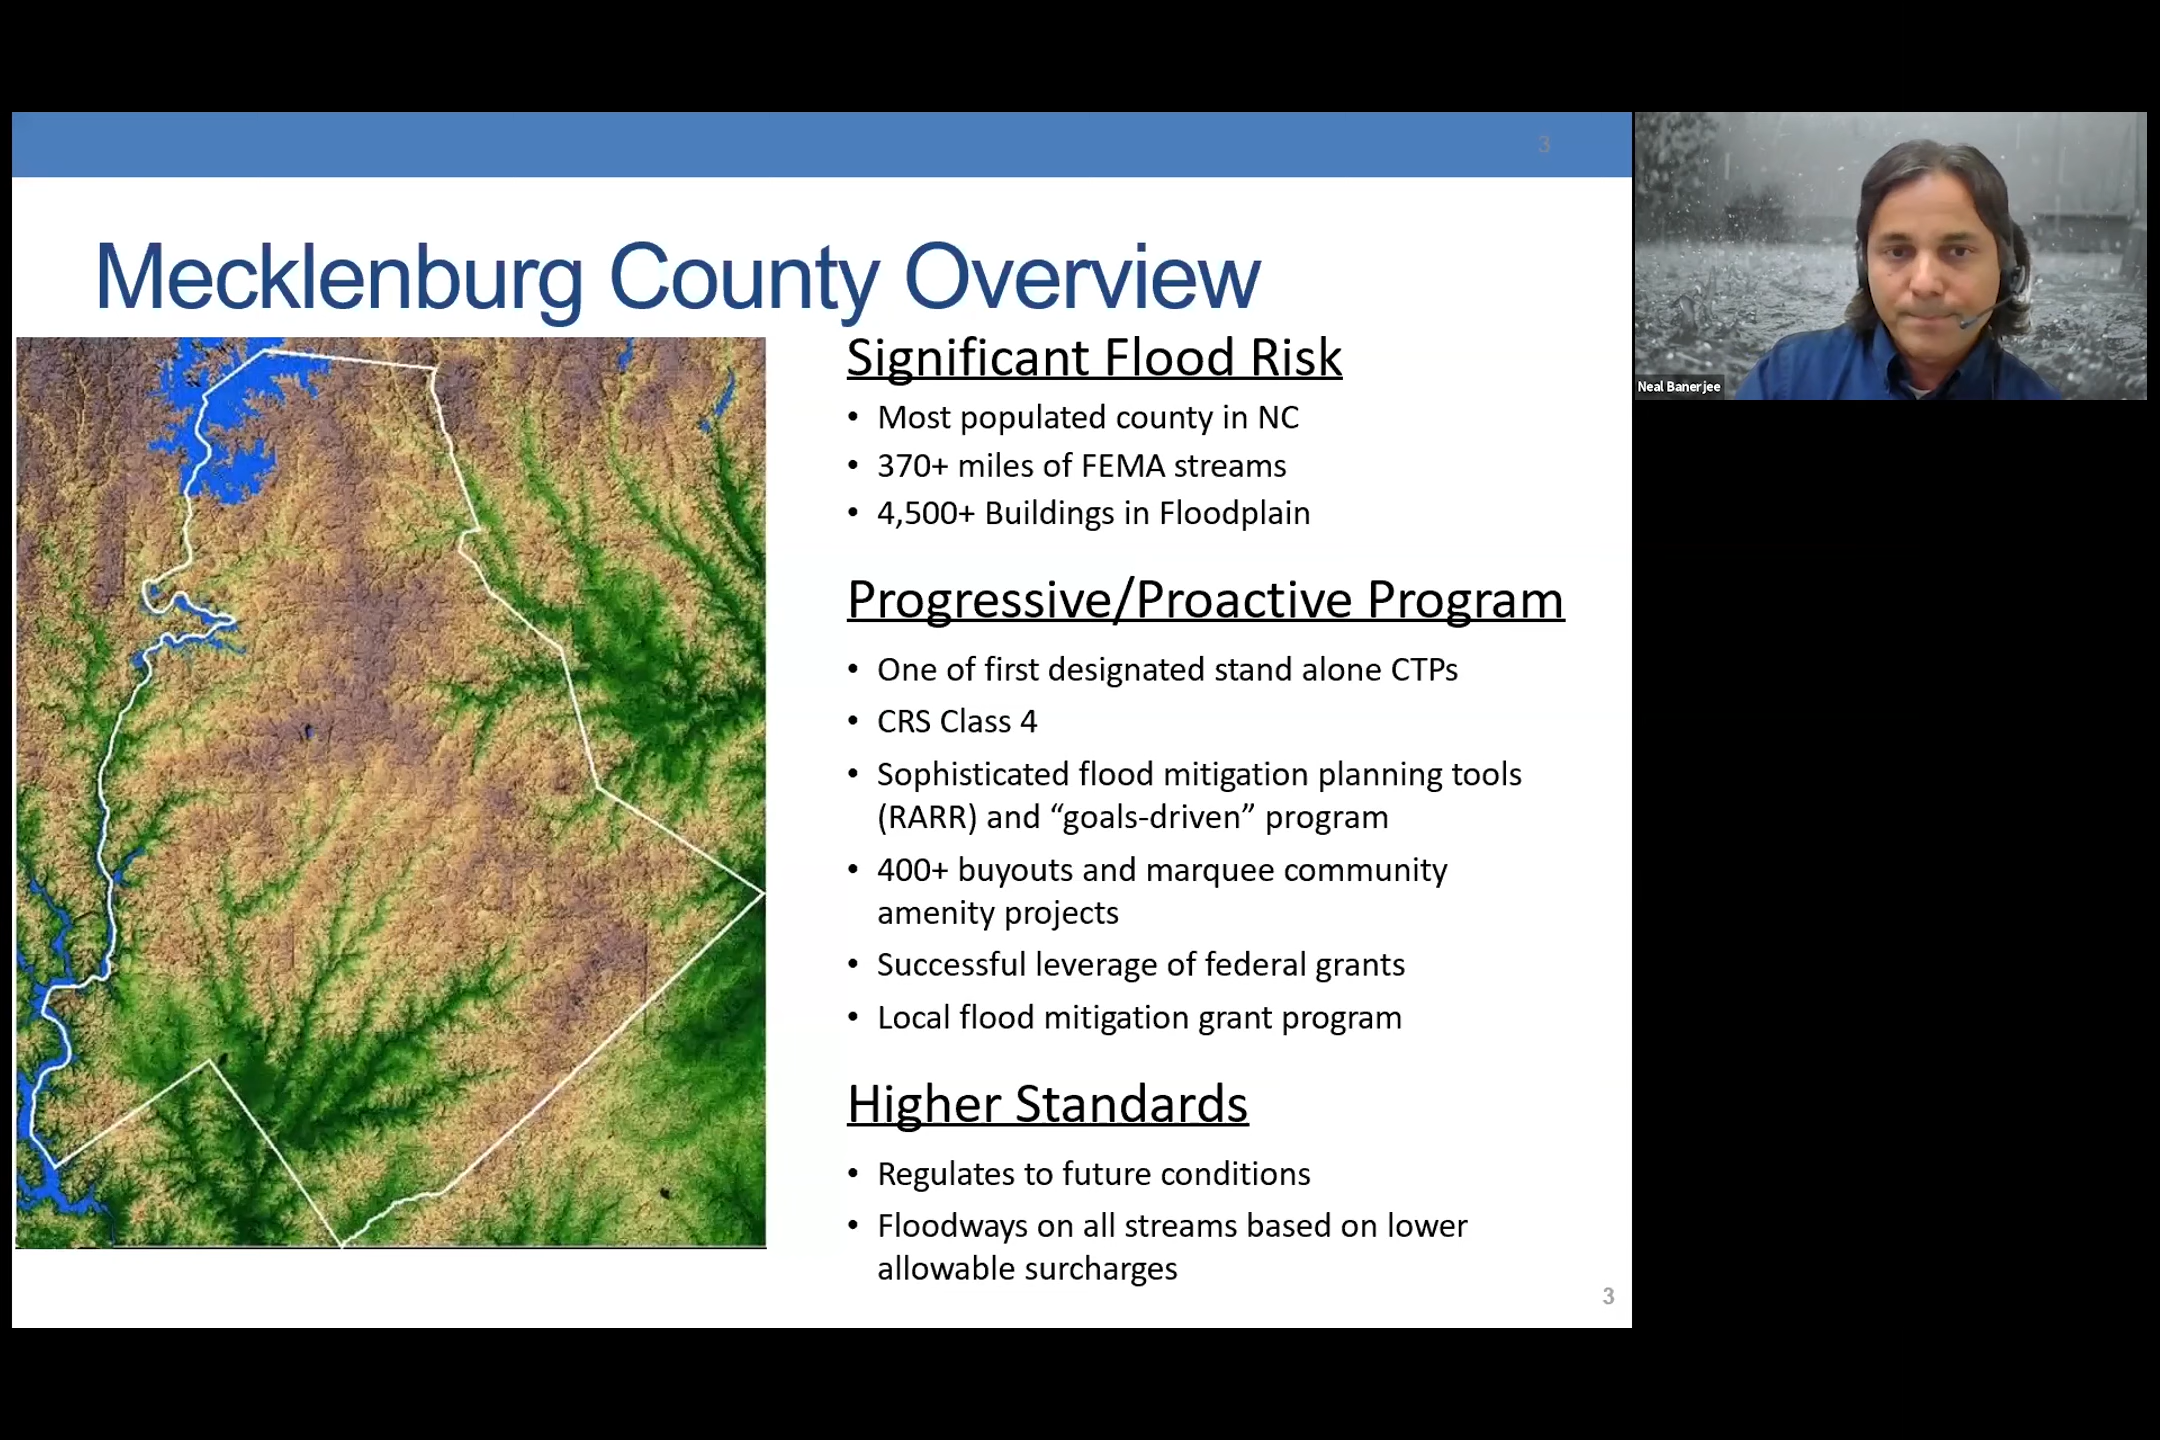 3
Mecklenburg County Overview
Significant Flood Risk
• Most populated county in NC
• 370+ miles of FEMA streams
• 4,500+ Buildings in Floodplain
Progressive/Proactive Program
• One of first designated stand alone CTPs
• CRS Class 4
• Sophisticated flood mitigation planning tools
(RARR) and “goals-driven” program
• 400+ buyouts and marquee community
amenity projects
• Successful leverage of federal grants
• Local flood mitigation grant program
Higher Standards
• Regulates to future conditions
• Floodways on all streams based on lower
allowable surcharges
3
Neal Banerjee